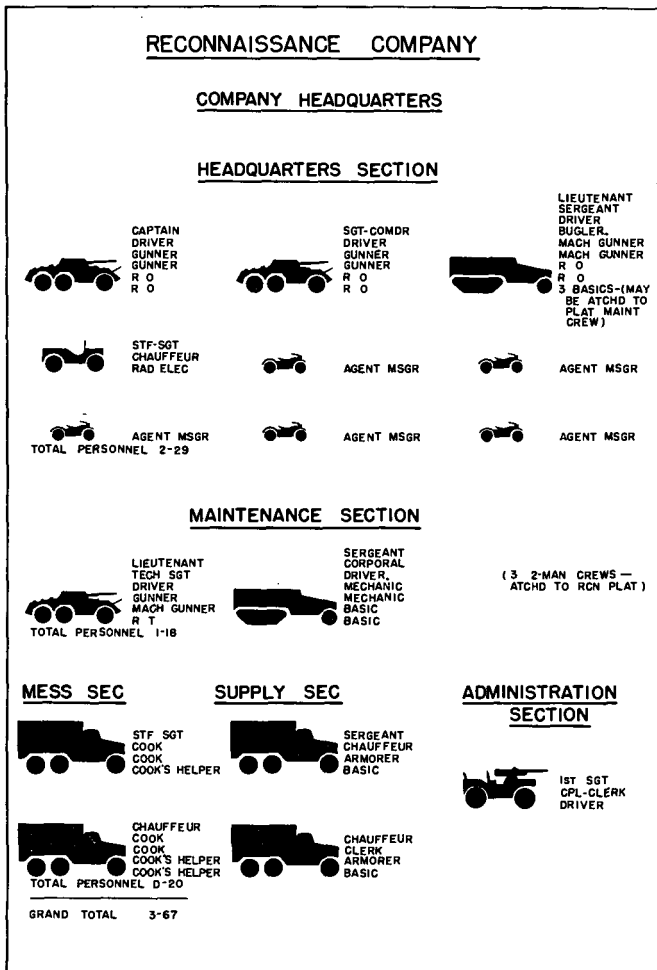 RECONNAISSANCE COMPANY
COMPANY HEADQUARTERS
HEADQUARTERS SECTION
CAPTAIN
DRIVER
GUNNER
GUNNER
R O
R O
SGT-COMDR
DRIVER
GUNNER
GUNNER
R O
R O
LIEUTENANT
SERGEANT
DRIVER
BUGLER.
MACH GUNNER
MACH GUNNER
R O
R O
3 BASICS-(MAY
BE ATCHD TO
PLAT MAINT
CREW)
STF-SGT
CHAUFFEUR
RAD ELEC
AGENT MSGR
AGENT MSGR
AGENT MSGR
AGENT MSGR
AGENT MSGR
TOTAL PERSONNEL 2-29
MAINTENANCE SECTION
LIEUTENANT
TECH SGT
DRIVER
GUNNER
MACH GUNNER
R T
SERGEANT
CORPORAL
DRIVER.
MECHANIC
MECHANIC
BASIC
BASIC
(3 2-MAN CREWS —
ATCHD TO RCN PLAT)
TOTAL PERSONNEL 1-18
MESS SEC
STF SGT
COOK
COOK
COOK'S HELPER
CHAUFFEUR
COOK
COOK
COOK'S HELPER
COOK'S HELPER
SUPPLY SEC
SERGEANT
CHAUFFEUR
ARMORER
BASIC
CHAUFFEUR
CLERK
ARMORER
BASIC
ADMINISTRATION
SECTION
1ST SGT
CPL-CLERK
DRIVER
TOTAL PERSONNEL 0-20
GRAND TOTAL 3-67